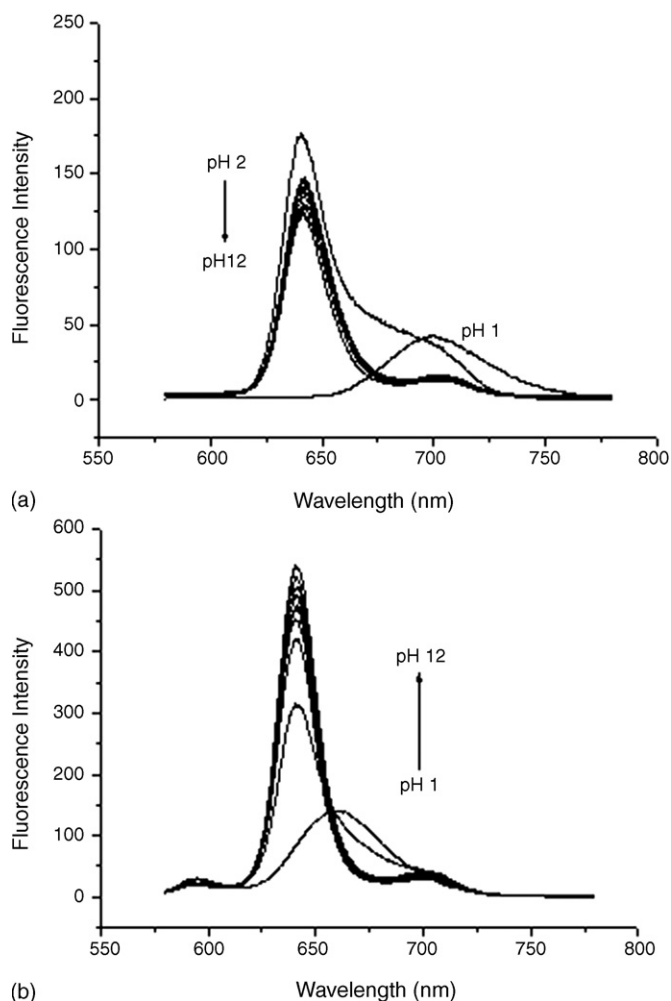 250
200
150
100
50
0
Fluorescence Intensity
pH 2
pH12
pH 1
550 600 650 700 750 800
(a) Wavelength (nm)
600
500
400
300
200
100
0
Fluorescence Intensity
pH 12
pH 1
550 600 650 700 750 800
(b) Wavelength (nm)